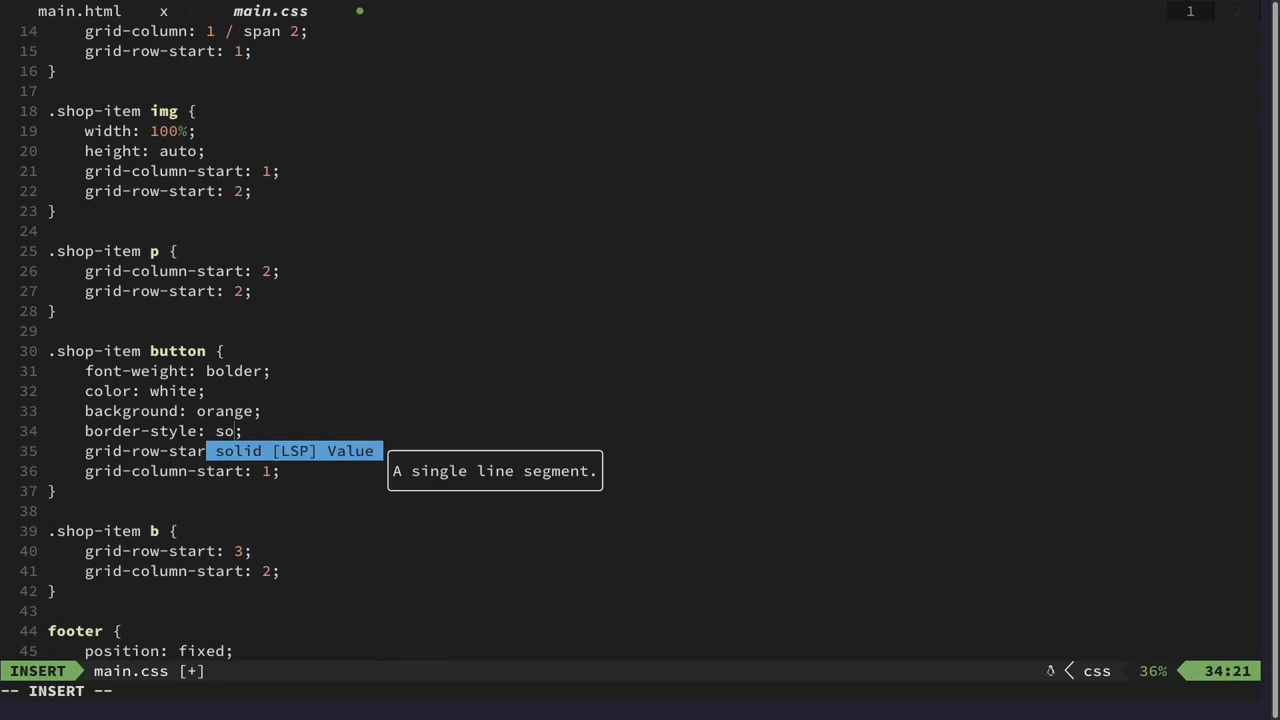 main.html x main.css ● 1
14 grid-column: 1 / span 2;
15 grid-row-start: 1;
16 }
17
18 .shop-item img {
19 width: 100%;
20 height: auto;
21 grid-column-start: 1;
22 grid-row-start: 2;
23 }
24
25 .shop-item p {
26 grid-column-start: 2;
27 grid-row-start: 2;
28 }
29
30 .shop-item button {
31 font-weight: bolder;
32 color: white;
33 background: orange;
34 border-style: so;
35 grid-row-star solid [LSP] Value
A single line segment.
36 grid-column-start: 1;
37 }
38
39 .shop-item b {
40 grid-row-start: 3;
41 grid-column-start: 2;
42 }
43
44 footer {
45 position: fixed;
INSERT main.css [+] css 36% 34:21
-- INSERT --